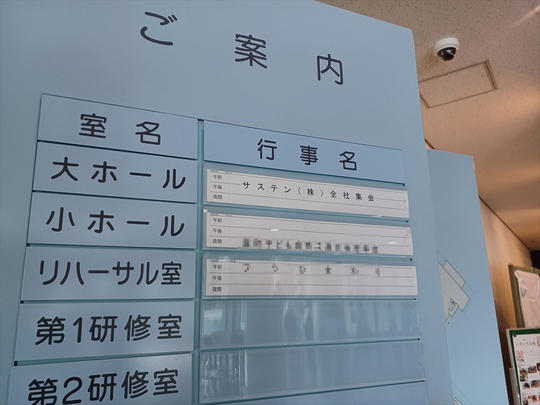 ご案内
室名
行事名
大ホール
午前
午後
夜間
サステン(株)全社集会
小ホール
午前
午後
夜間
リハーサル室
午前
午後
夜間
第1研修室
第2研修室